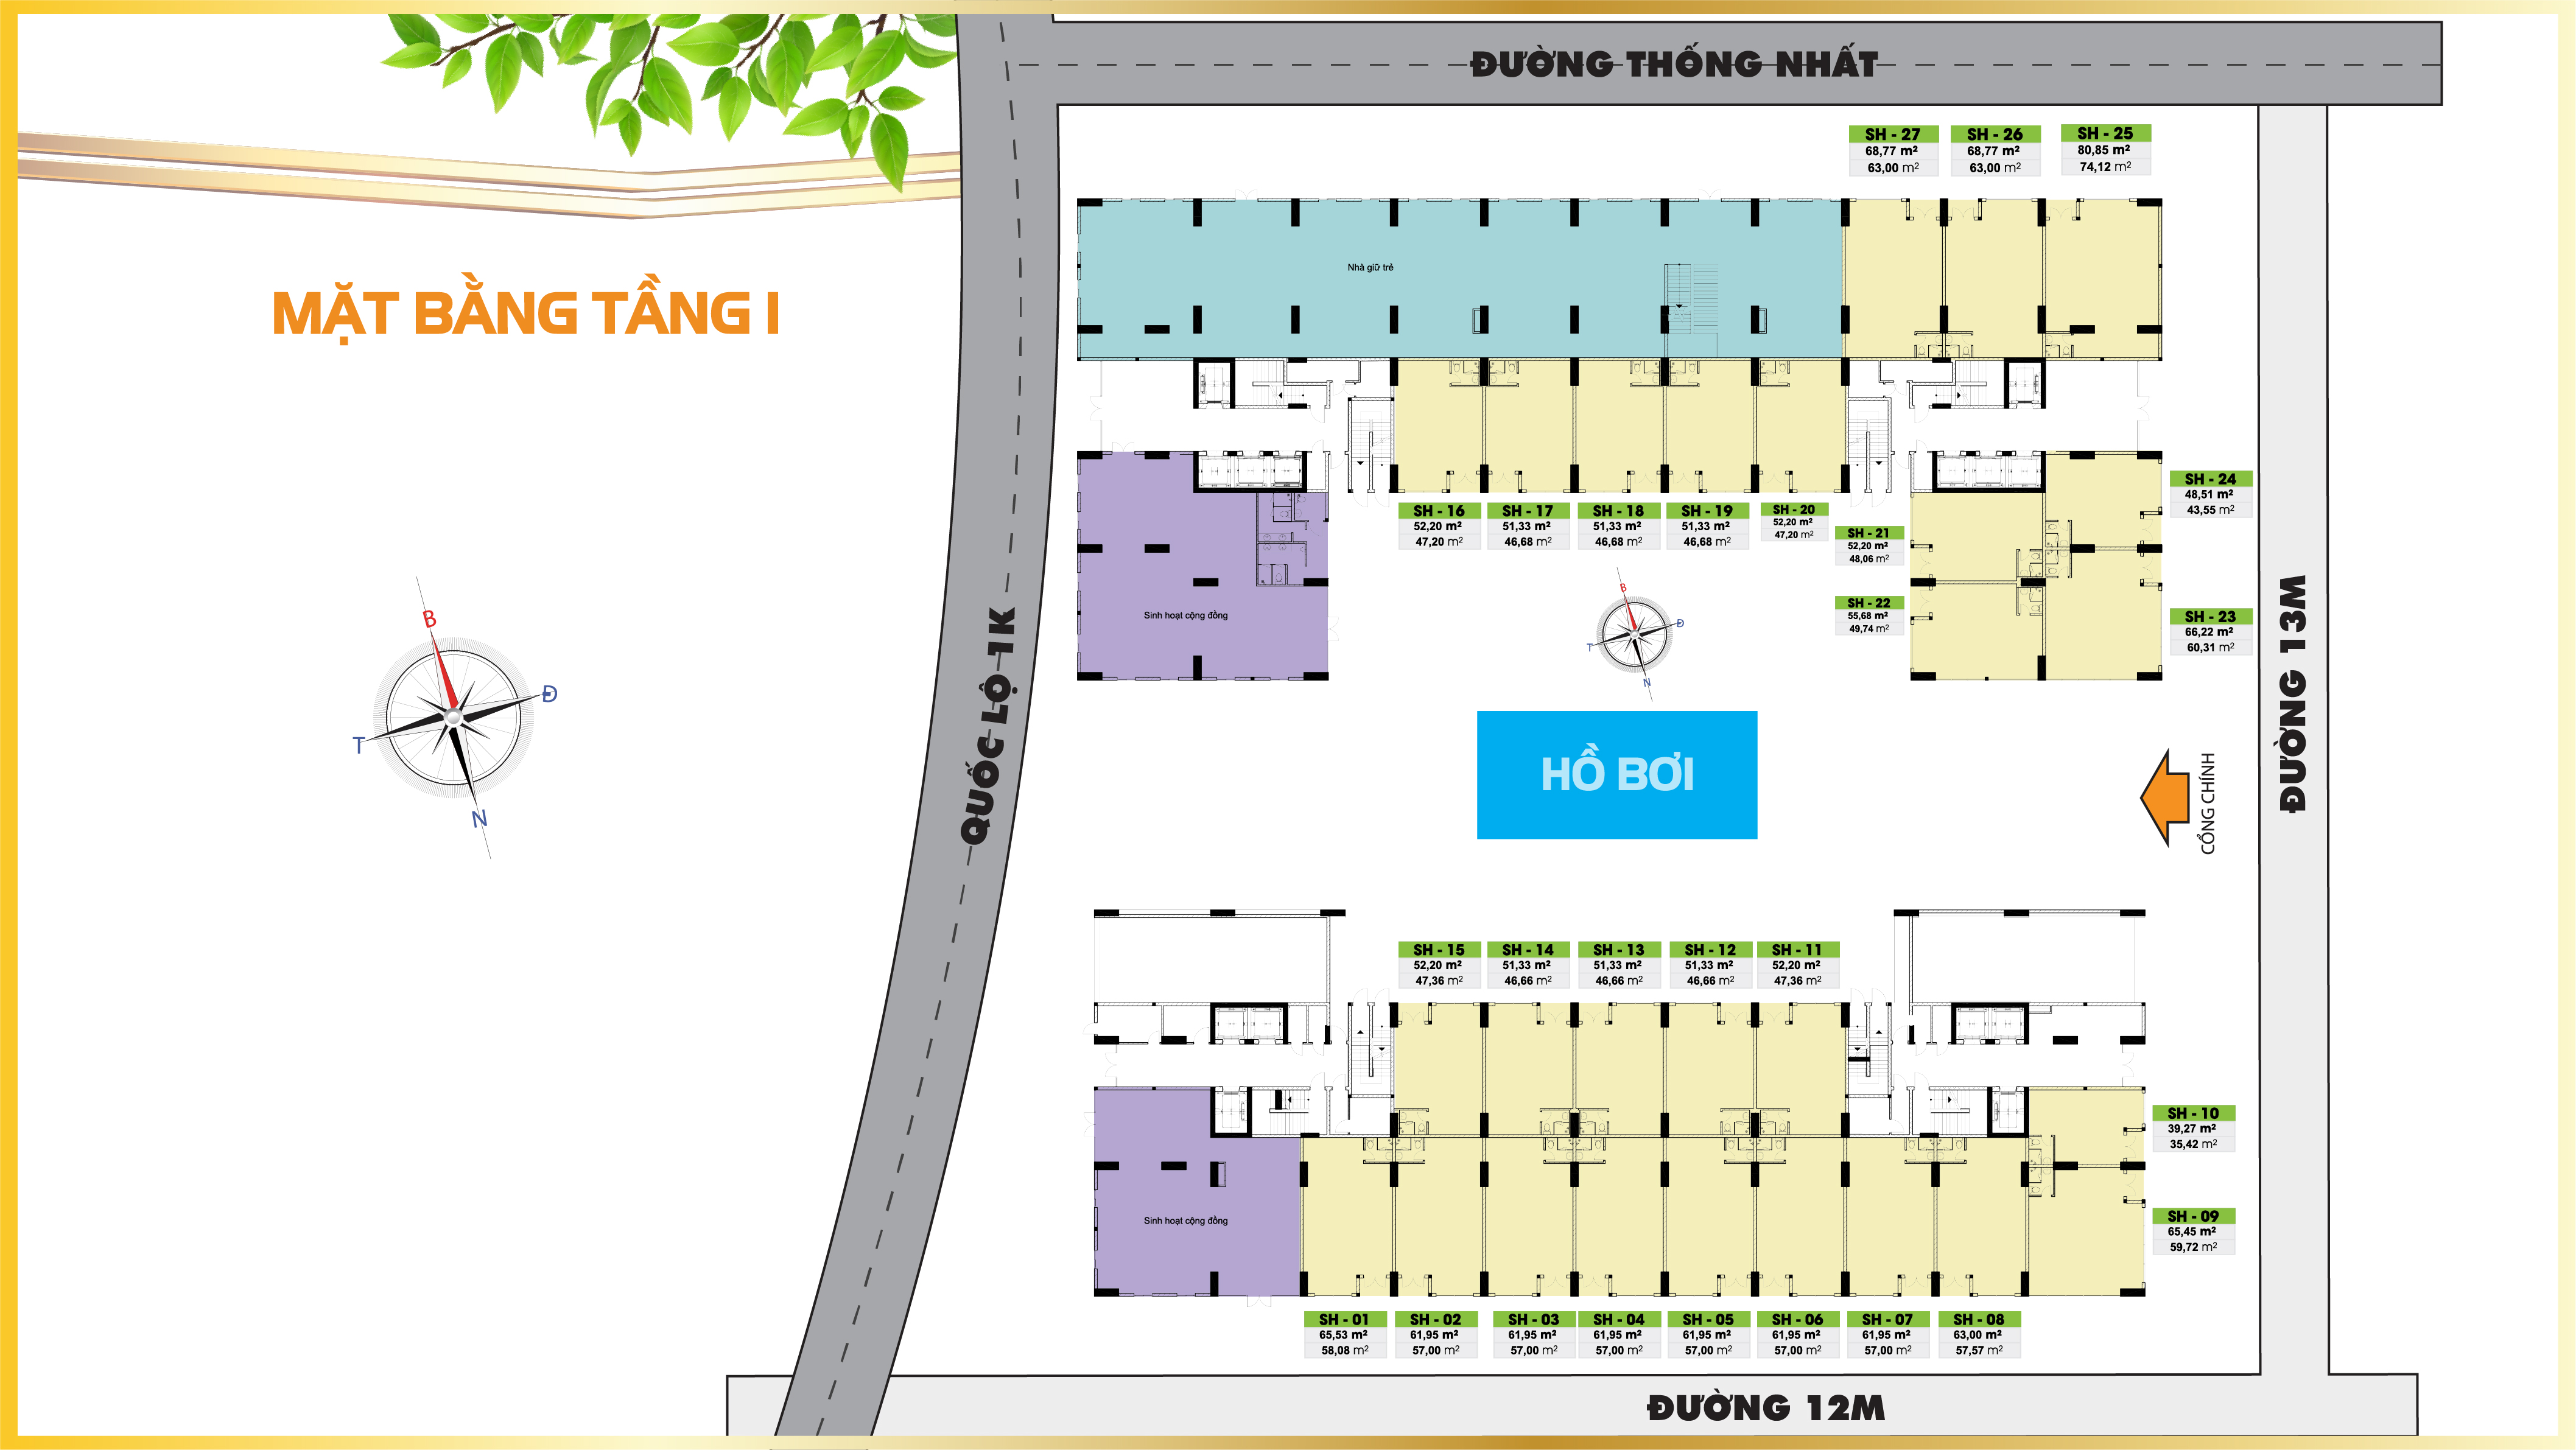 ĐƯỜNG THỐNG NHẤT
SH - 27
68,77 m²
63,00 m²
SH - 26
68,77 m²
63,00 m²
SH - 25
80,85 m²
74,12 m²
MẶT BẰNG TẦNG I
Nhà giữ trẻ
SH - 16
52,20 m²
47,20 m²
SH - 17
51,33 m²
46,68 m²
SH - 18
51,33 m²
46,68 m²
SH - 19
51,33 m²
46,68 m²
SH - 20
52,20 m²
47,20 m²
SH - 21
52,20 m²
48,06 m²
SH - 22
55,68 m²
49,74 m²
SH - 24
48,51 m²
43,55 m²
SH - 23
66,22 m²
60,31 m²
Sinh hoạt cộng đồng
B
Đ
T
N
B
Đ
T
N
QUỐC LỘ 1K
HỒ BƠI
CỔNG CHÍNH
ĐƯỜNG 13M
SH - 15
52,20 m²
47,36 m²
SH - 14
51,33 m²
46,66 m²
SH - 13
51,33 m²
46,66 m²
SH - 12
51,33 m²
46,66 m²
SH - 11
52,20 m²
47,36 m²
SH - 10
39,27 m²
35,42 m²
SH - 09
65,45 m²
59,72 m²
Sinh hoạt cộng đồng
SH - 01
65,53 m²
58,08 m²
SH - 02
61,95 m²
57,00 m²
SH - 03
61,95 m²
57,00 m²
SH - 04
61,95 m²
57,00 m²
SH - 05
61,95 m²
57,00 m²
SH - 06
61,95 m²
57,00 m²
SH - 07
61,95 m²
57,00 m²
SH - 08
63,00 m²
57,57 m²
ĐƯỜNG 12M